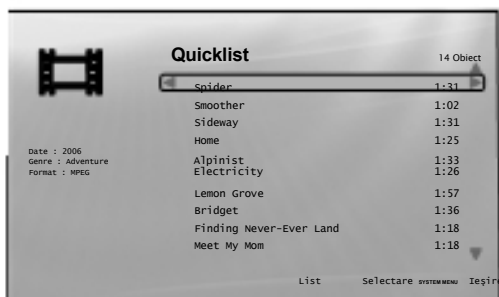 Quicklist
14 Object
Spider 1:31
Smoother 1:02
Sideway 1:31
Home 1:25
Date : 2006
Genre : Adventure
Format : MPEG
Alpinist 1:33
Electricity 1:26
Lemon Grove 1:57
Bridget 1:36
Finding Never-Ever Land 1:18
Meet My Mom 1:18
List Selectare SYSTEM MENU Ieşire